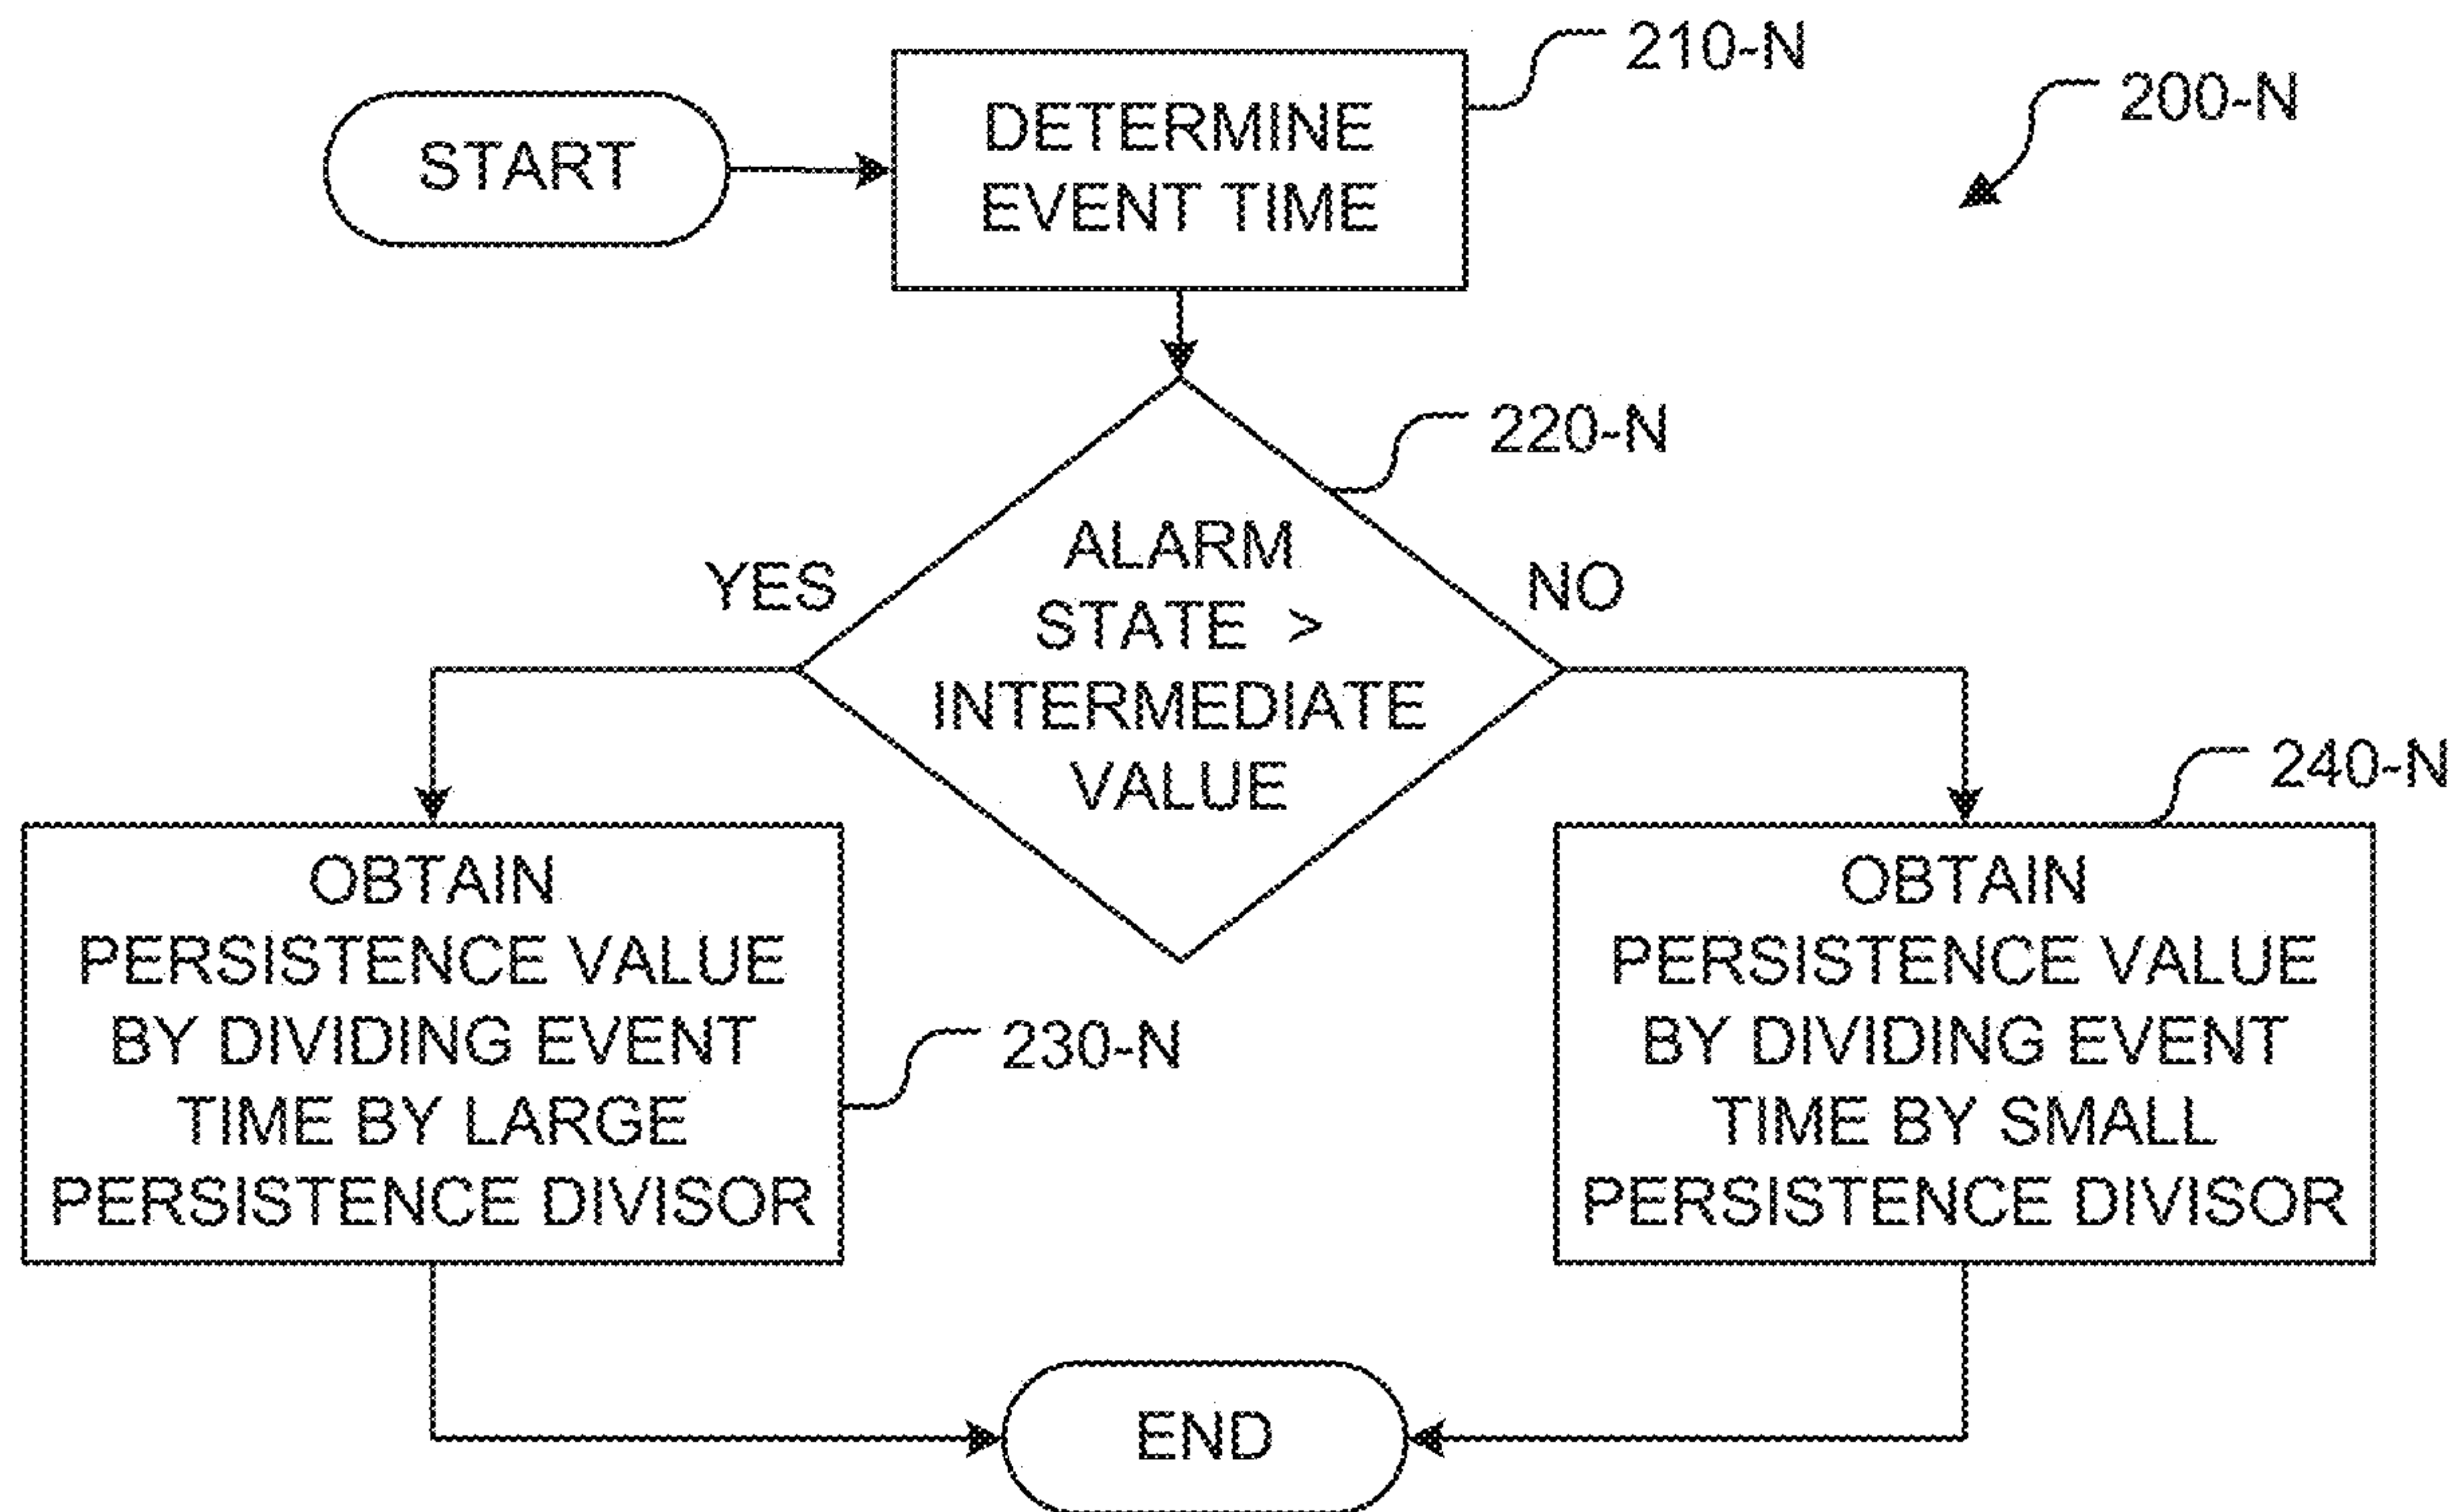 210-N
200-N
START
DETERMINE
EVENT TIME
220-N
ALARM
STATE >
INTERMEDIATE
VALUE
YES
NO
240-N
OBTAIN
PERSISTENCE VALUE
BY DIVIDING EVENT
TIME BY LARGE
PERSISTENCE DIVISOR
230-N
OBTAIN
PERSISTENCE VALUE
BY DIVIDING EVENT
TIME BY SMALL
PERSISTENCE DIVISOR
END